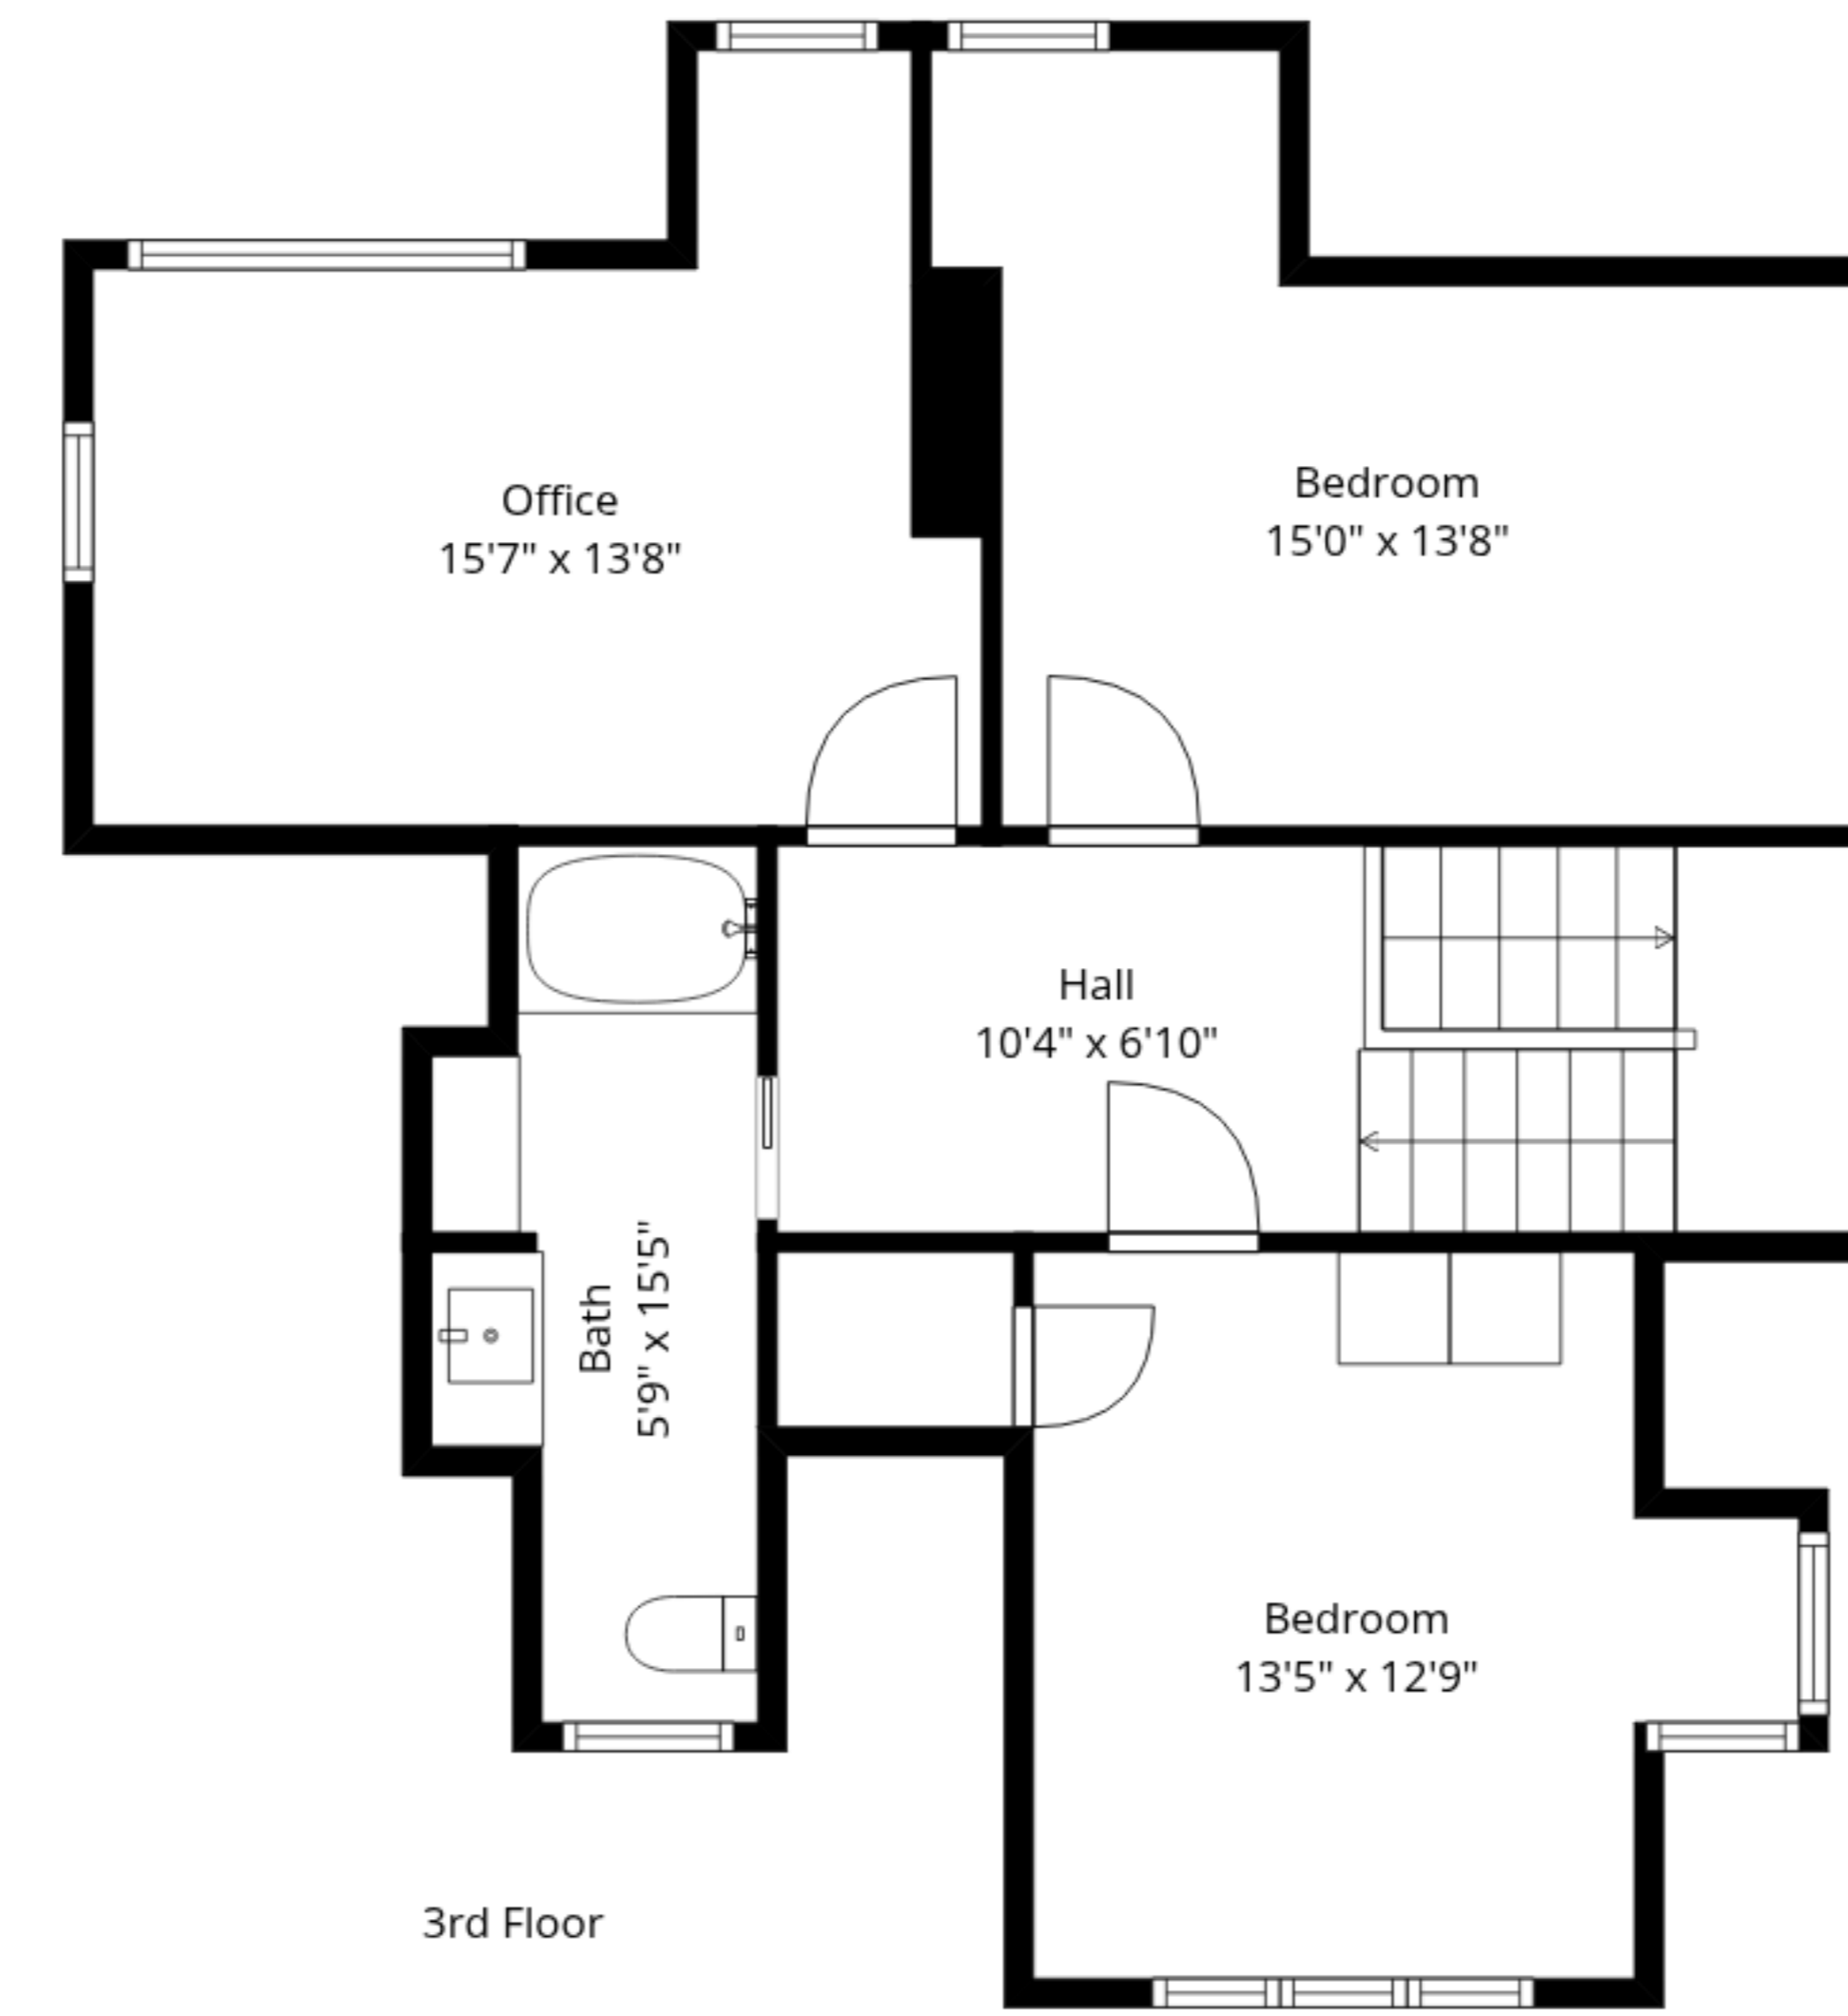 Office
15'7" x 13'8"
Bedroom
15'0" x 13'8"
Hall
10'4" x 6'10"
Bath
5'9" x 15'5"
Bedroom
13'5" x 12'9"
3rd Floor